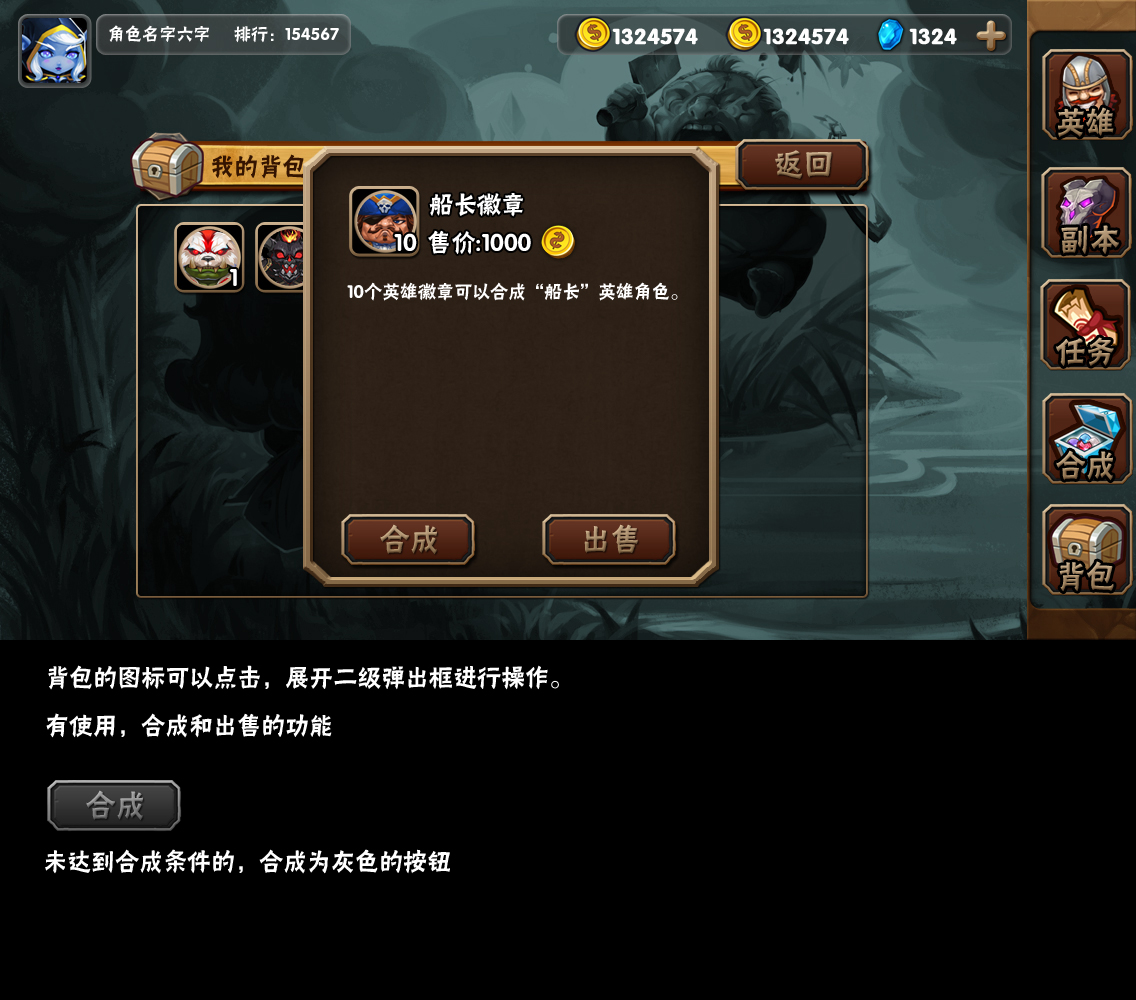 角色名字六字 排行：154567
1324574
1324574
1324
英雄
我的背包
返回
船长徽章
10
售价:1000
1
副本
10个英雄徽章可以合成“船长”英雄角色。
任务
合成
合成
出售
背包
背包的图标可以点击，展开二级弹出框进行操作。
有使用，合成和出售的功能
合成
未达到合成条件的，合成为灰色的按钮